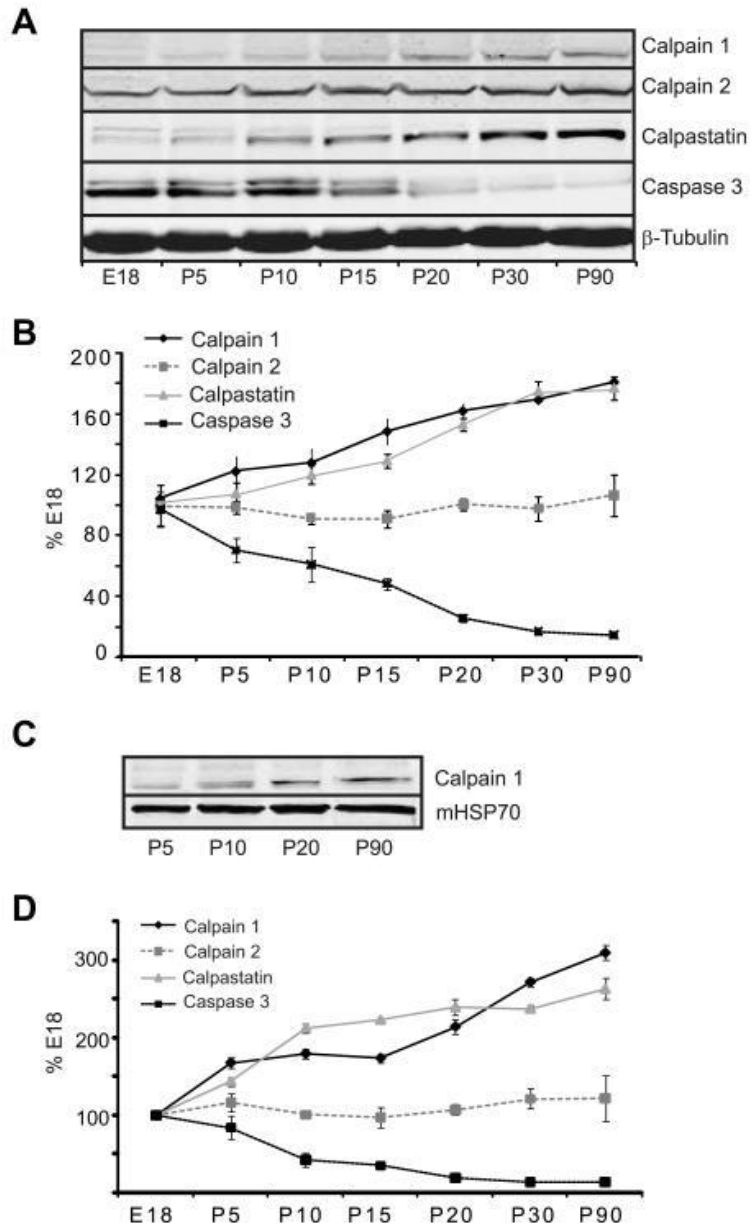 A
Calpain 1
Calpain 2
Calpastatin
Caspase 3
β-Tubulin
E18 P5 P10 P15 P20 P30 P90
B
Calpain 1
Calpain 2
Calpastatin
Caspase 3
% E18
200
160
120
80
40
0
E18 P5 P10 P15 P20 P30 P90
C
Calpain 1
mHSP70
P5 P10 P20 P90
D
Calpain 1
Calpain 2
Calpastatin
Caspase 3
% E18
300
200
100
E18 P5 P10 P15 P20 P30 P90